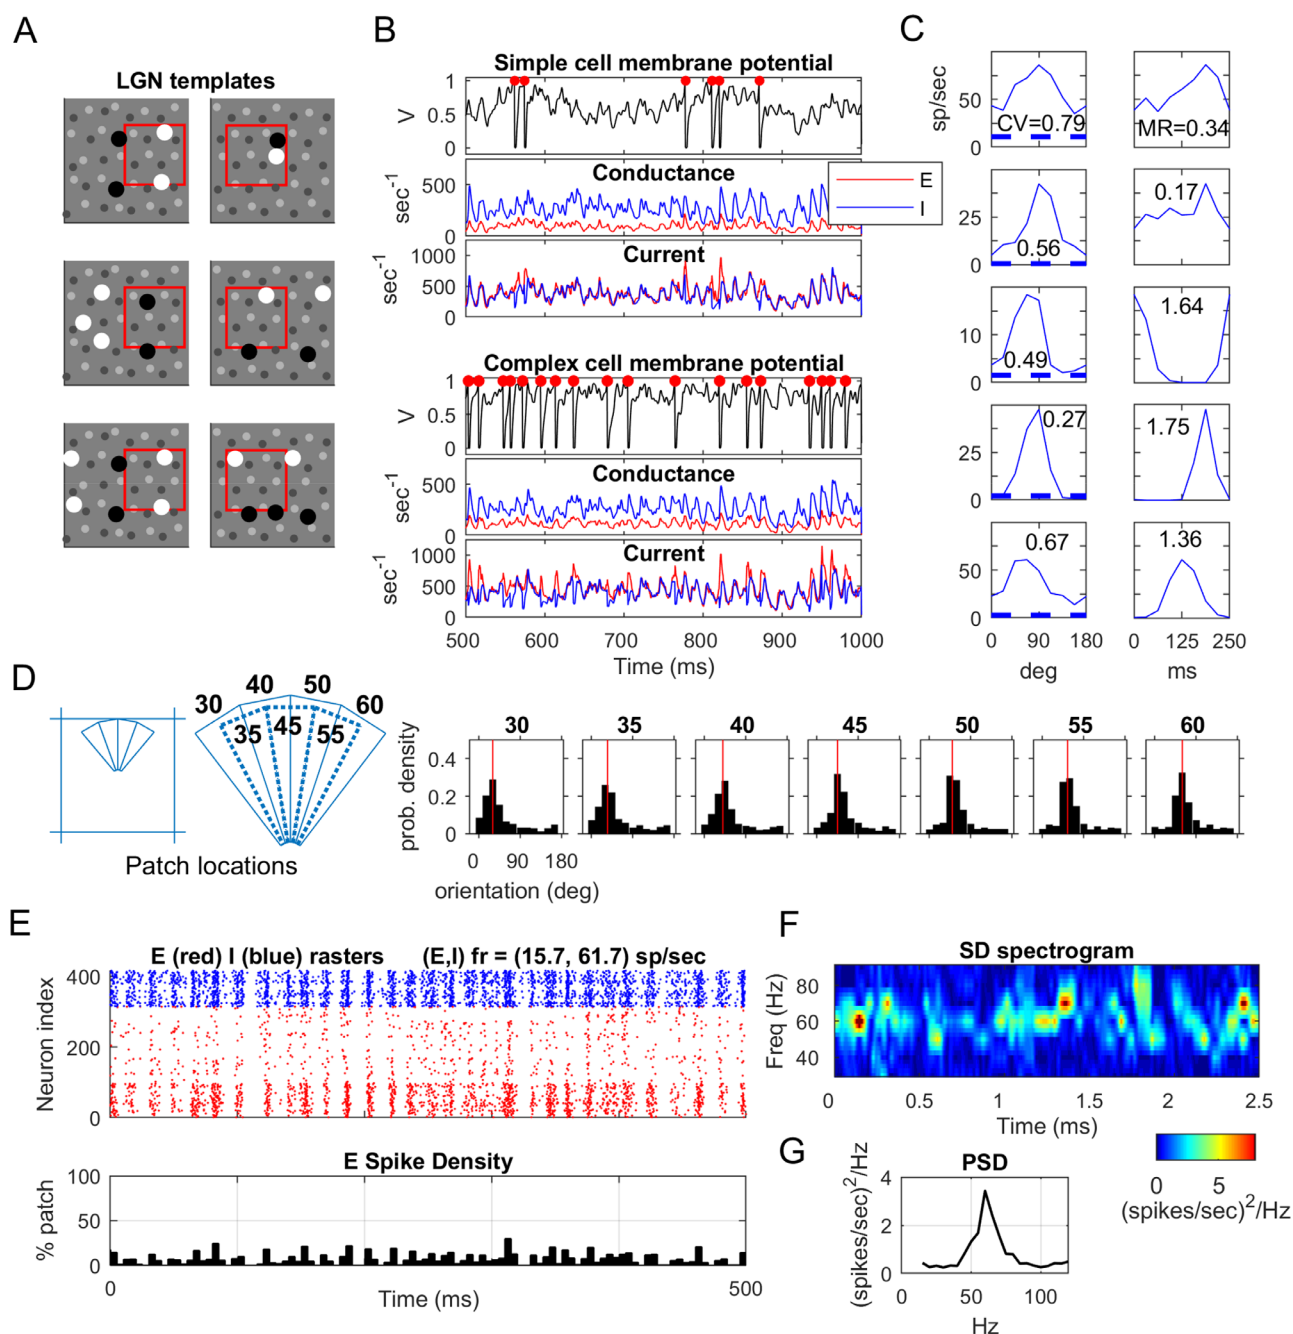 A
LGN templates
B
Simple cell membrane potential
1
0.5
0
V
Conductance
500
0
sec-1
E
I
Current
1000
500
0
sec-1
Complex cell membrane potential
1
0.5
0
V
Conductance
500
0
sec-1
Current
1000
500
0
sec-1
500 600 700 800 900 1000
Time (ms)
C
sp/sec
50
0
CV=0.79
MR=0.34
25
0
0.56
0.17
10
0
0.49
1.64
25
0
0.27
1.75
50
0
0.67
1.36
0 90 180
deg
0 125 250
ms
D
30 35 40 45 50 55 60
Patch locations
prob. density
0.4
0.2
0
30 35 40 45 50 55 60
0 90 180
orientation (deg)
E
E (red) I (blue) rasters (E,I) fr = (15.7, 61.7) sp/sec
Neuron index
400
200
0
E Spike Density
% patch
100
50
0
0 500
Time (ms)
F
SD spectrogram
Freq (Hz)
80
60
40
0 0.5 1 1.5 2 2.5
Time (ms)
0 5
(spikes/sec)2/Hz
G
PSD
(spikes/sec)2/Hz
4
2
0
0 50 100
Hz